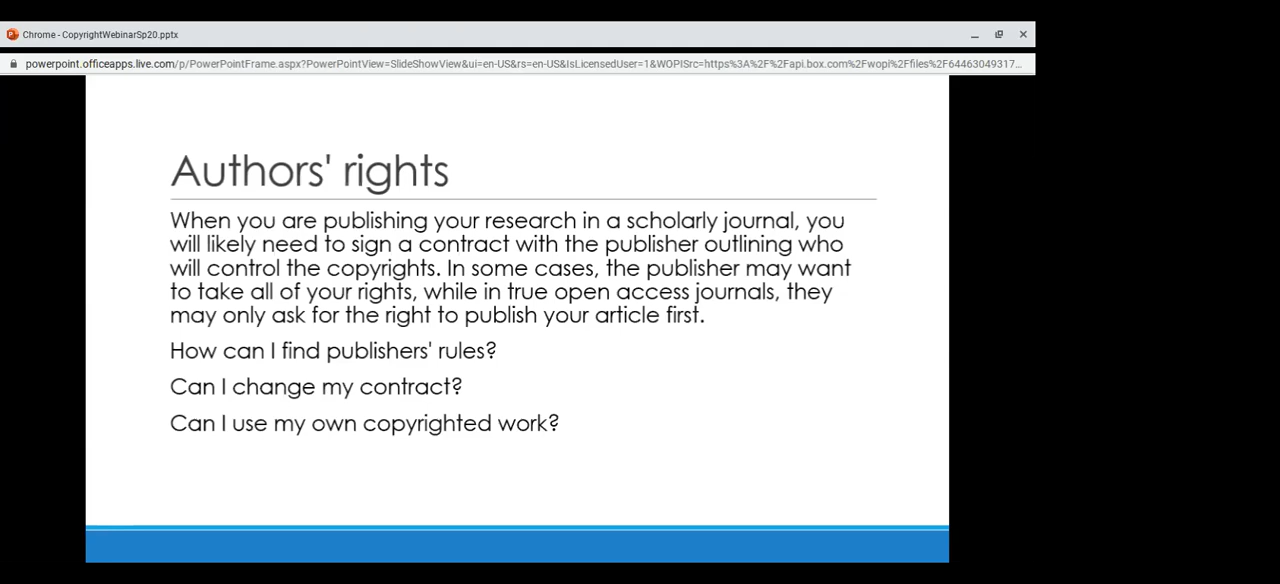 Chrome - CopyrightWebinarSp20.pptx
powerpoint.officeapps.live.com/p/PowerPointFrame.aspx?PowerPointView=SlideShowView&ui=en-US&rs=en-US&IsLicensedUser=1&WOPISrc=https%3A%2F%2Fapi.box.com%2Fwopi%2Ffiles%2F64463049317...
Authors' rights
When you are publishing your research in a scholarly journal, you
will likely need to sign a contract with the publisher outlining who
will control the copyrights. In some cases, the publisher may want
to take all of your rights, while in true open access journals, they
may only ask for the right to publish your article first.
How can I find publishers' rules?
Can I change my contract?
Can I use my own copyrighted work?